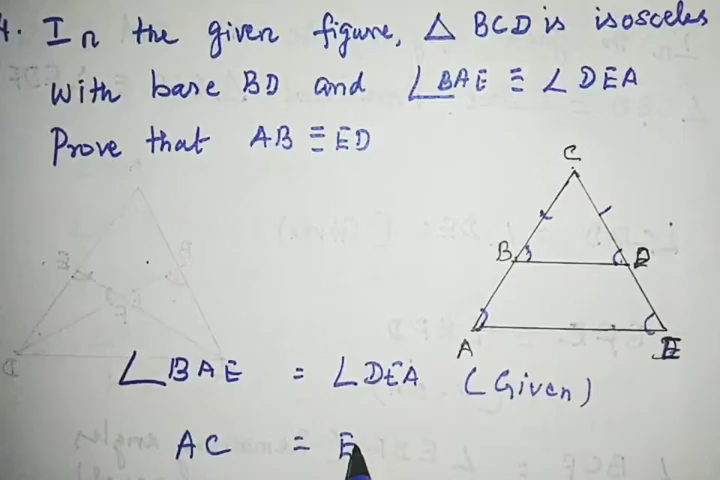 4. In the given figure, △ BCD is isosceles
with base BD and ∠BAE ≡ ∠DEA
Prove that AB ≡ ED
C
B D
A E
∠BAE = ∠DEA (Given)
AC = E